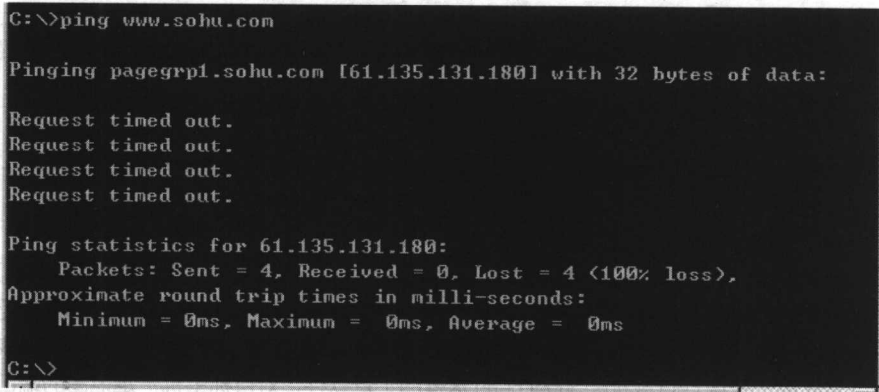 C:\>ping www.sohu.com
Pinging pagegrp1.sohu.com [61.135.131.180] with 32 bytes of data:
Request timed out.
Request timed out.
Request timed out.
Request timed out.
Ping statistics for 61.135.131.180:
Packets: Sent = 4, Received = 0, Lost = 4 (100% loss),
Approximate round trip times in milli-seconds:
Minimum = 0ms, Maximum =  0ms, Average =  0ms
C:\>